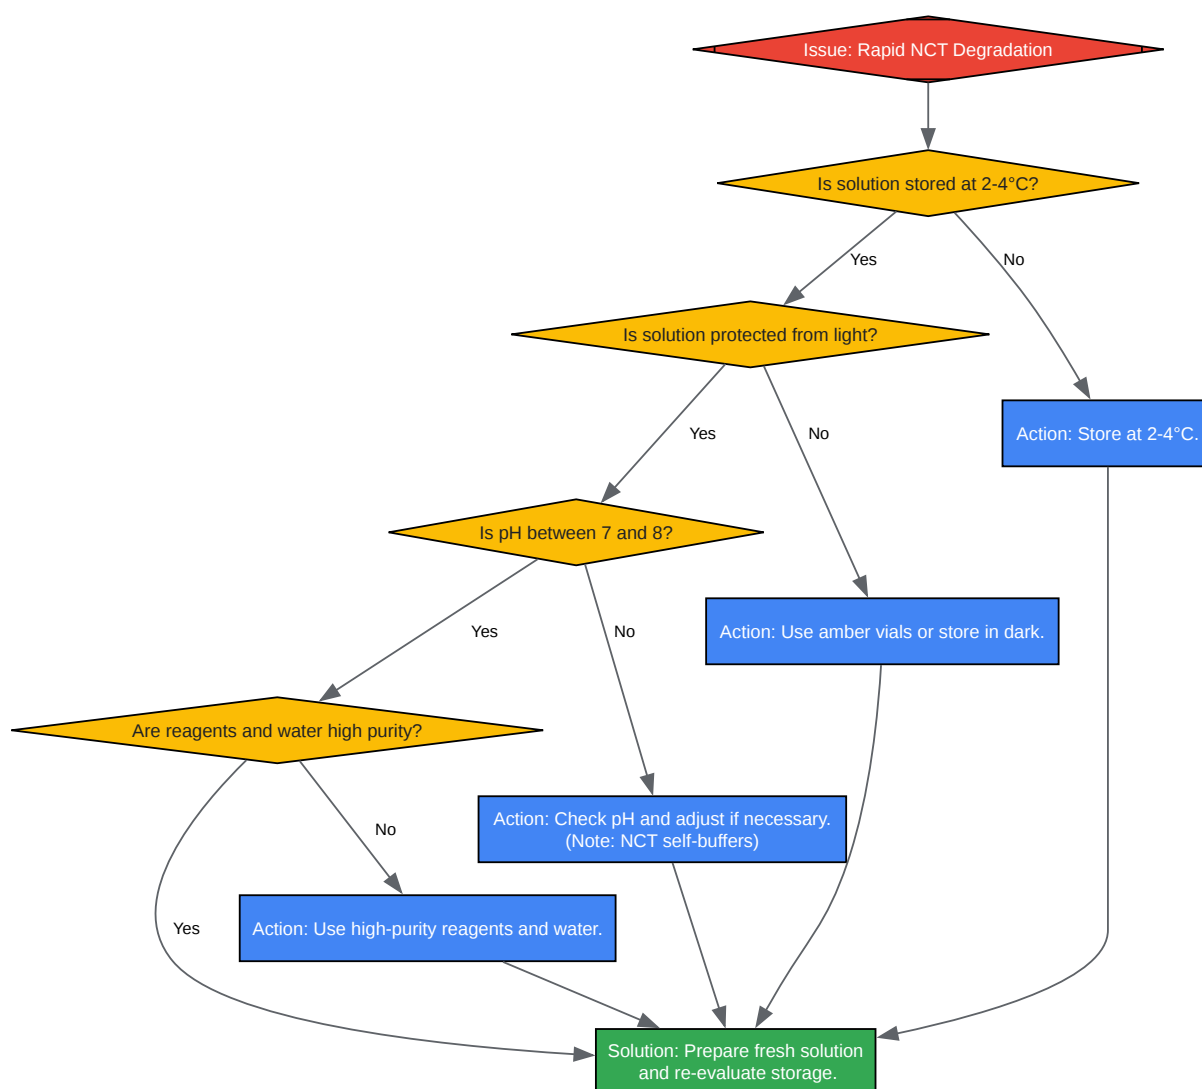 Issue: Rapid NCT Degradation
Is solution stored at 2-4°C?
Yes
No
Is solution protected from light?
Yes
No
Action: Store at 2-4°C.
Is pH between 7 and 8?
Yes
No
Action: Use amber vials or store in dark.
Are reagents and water high purity?
No
Yes
Action: Check pH and adjust if necessary.
(Note: NCT self-buffers)
Action: Use high-purity reagents and water.
Solution: Prepare fresh solution
and re-evaluate storage.